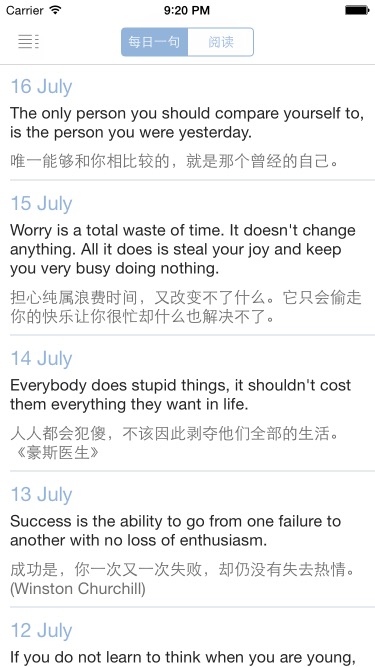 Carrier 9:20 PM
每日一句 阅读
16 July
The only person you should compare yourself to,
is the person you were yesterday.
唯一能够和你相比较的，就是那个曾经的自己。
15 July
Worry is a total waste of time. It doesn't change
anything. All it does is steal your joy and keep
you very busy doing nothing.
担心纯属浪费时间，又改变不了什么。它只会偷走
你的快乐让你很忙却什么也解决不了。
14 July
Everybody does stupid things, it shouldn't cost
them everything they want in life.
人人都会犯傻，不该因此剥夺他们全部的生活。
《豪斯医生》
13 July
Success is the ability to go from one failure to
another with no loss of enthusiasm.
成功是，你一次又一次失败，却仍没有失去热情。
(Winston Churchill)
12 July
If you do not learn to think when you are young,